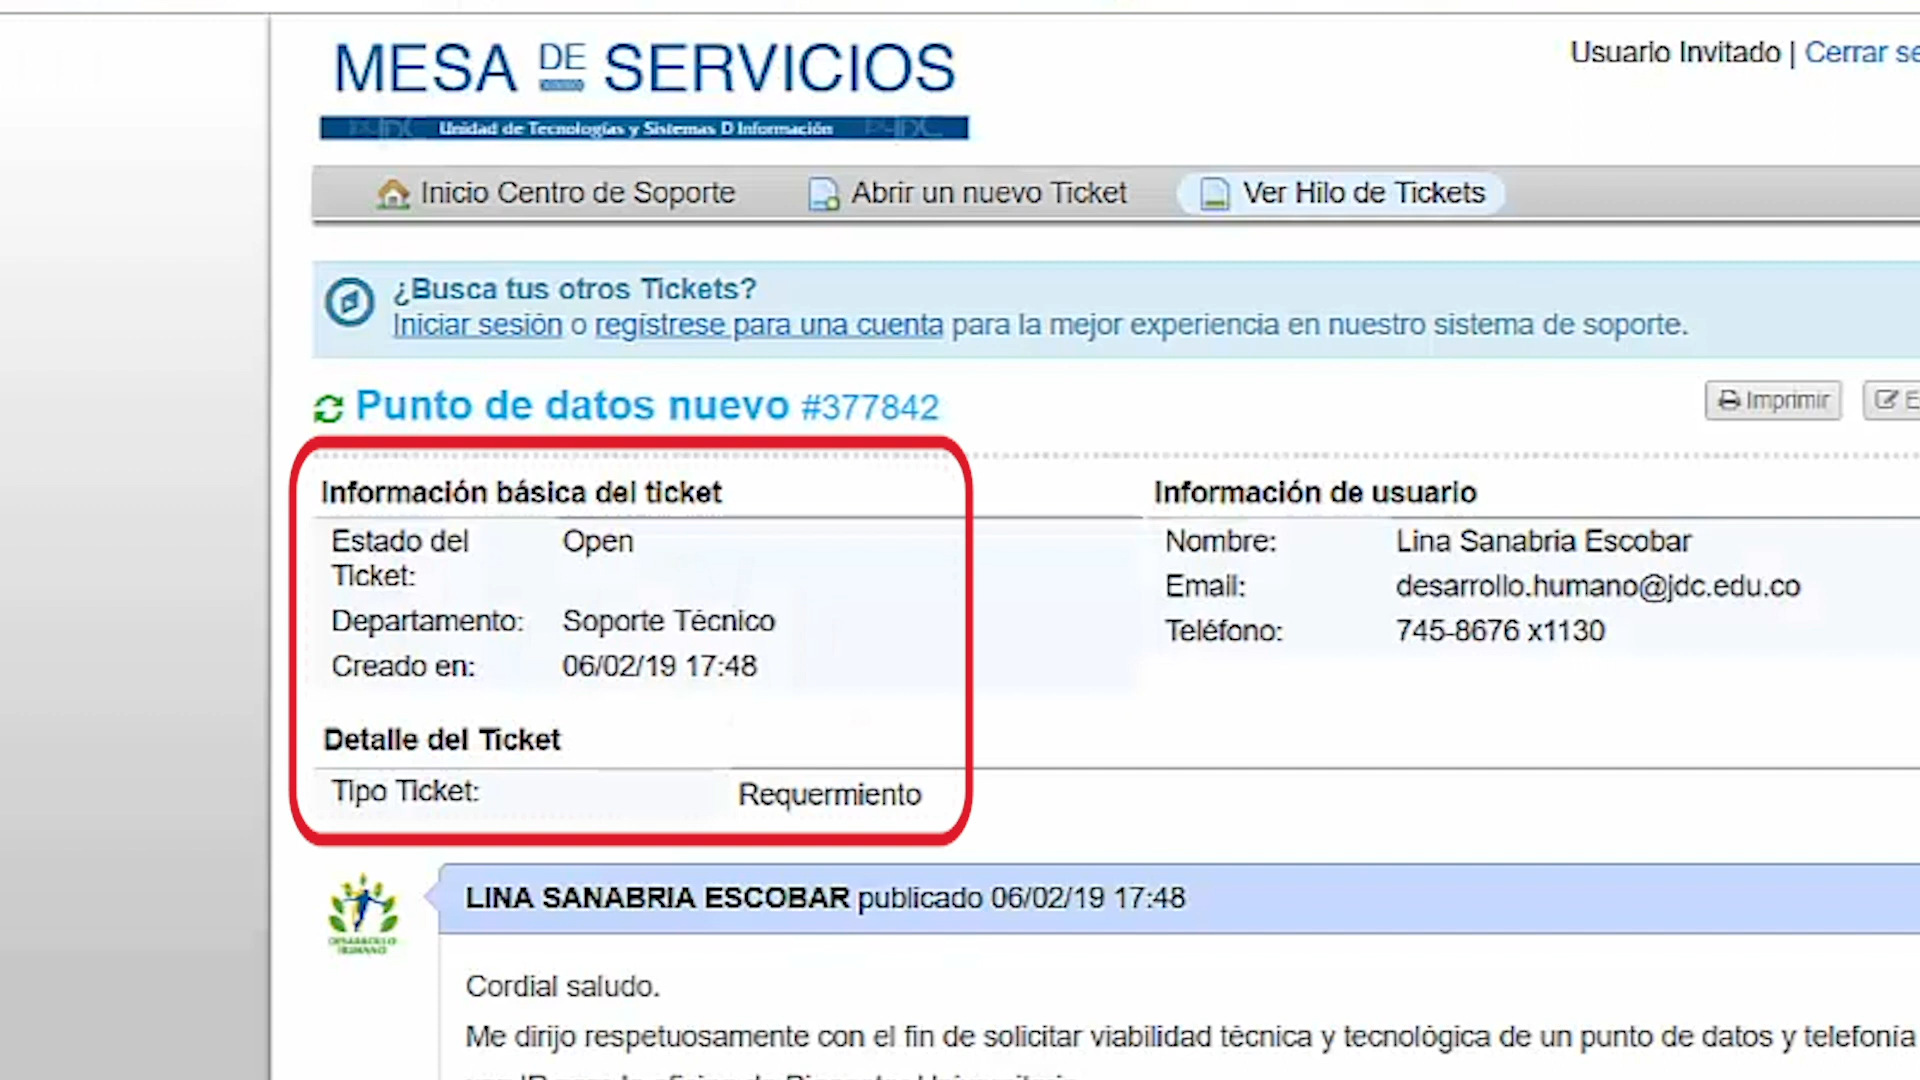 MESA DE SERVICIOS
Usuario Invitado | Cerrar se
Unidad de Tecnologías y Sistemas D Información
Inicio Centro de Soporte
Abrir un nuevo Ticket
Ver Hilo de Tickets
¿Busca tus otros Tickets?
Iniciar sesión o regístrese para una cuenta para la mejor experiencia en nuestro sistema de soporte.
Punto de datos nuevo #377842
Imprimir
E
Información básica del ticket
Información de usuario
Estado del Ticket: Open
Nombre: Lina Sanabria Escobar
Email: desarrollo.humano@jdc.edu.co
Departamento: Soporte Técnico
Teléfono: 745-8676 x1130
Creado en: 06/02/19 17:48
Detalle del Ticket
Tipo Ticket: Requermiento
LINA SANABRIA ESCOBAR publicado 06/02/19 17:48
DESARROLLO
HUMANO
Cordial saludo.
Me dirijo respetuosamente con el fin de solicitar viabilidad técnica y tecnológica de un punto de datos y telefonía